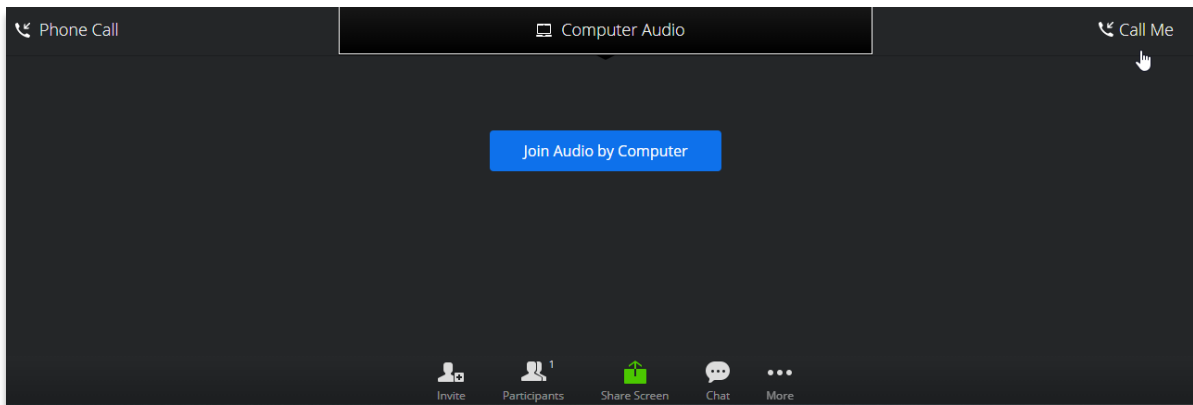 Phone Call
Computer Audio
Call Me
Join Audio by Computer
1
Invite
Participants
Share Screen
Chat
More